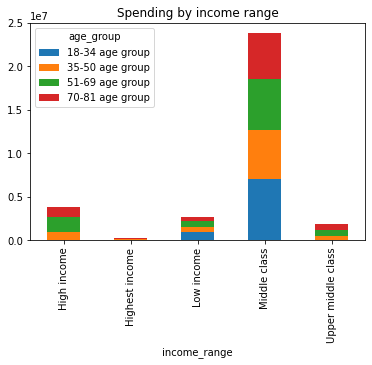 Spending by income range
1e7
2.5
2.0
1.5
1.0
0.5
0.0
age_group
18-34 age group
35-50 age group
51-69 age group
70-81 age group
High income
Highest income
Low income
Middle class
Upper middle class
income_range